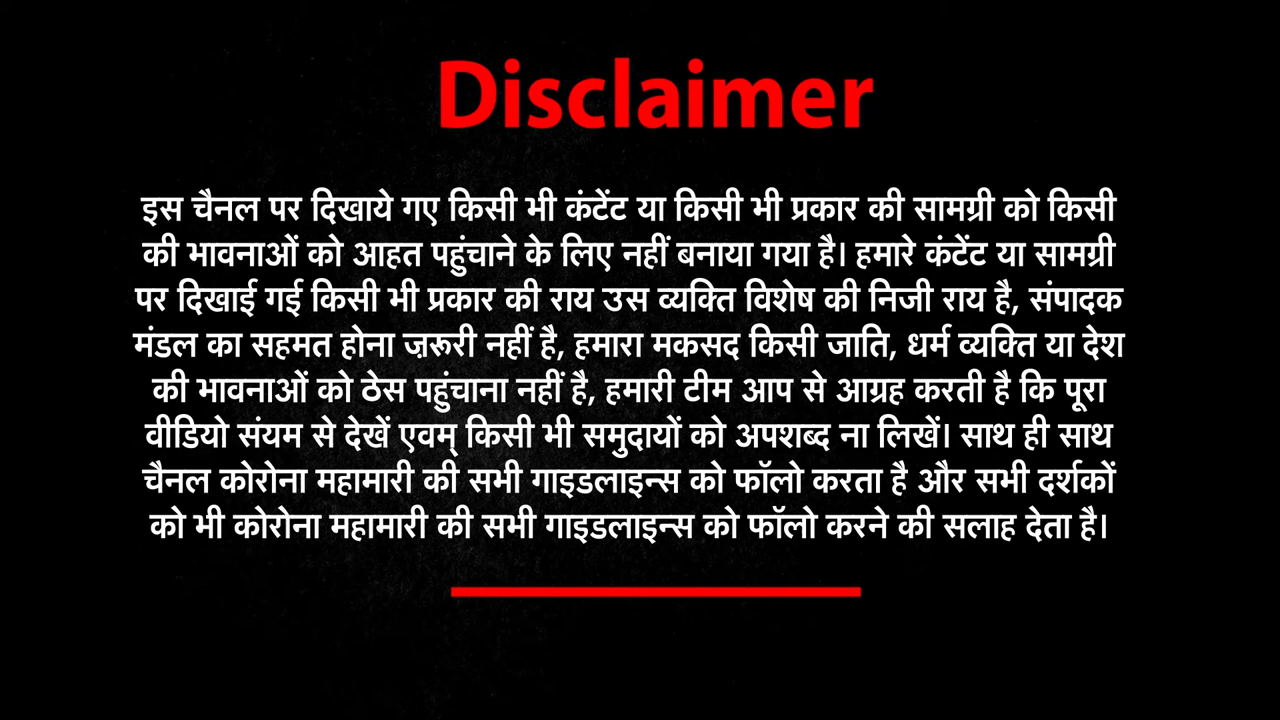 Disclaimer
इस चैनल पर दिखाये गए किसी भी कंटेंट या किसी भी प्रकार की सामग्री को किसी
की भावनाओं को आहत पहुंचाने के लिए नहीं बनाया गया है। हमारे कंटेंट या सामग्री
पर दिखाई गई किसी भी प्रकार की राय उस व्यक्ति विशेष की निजी राय है, संपादक
मंडल का सहमत होना ज़रूरी नहीं है, हमारा मकसद किसी जाति, धर्म व्यक्ति या देश
की भावनाओं को ठेस पहुंचाना नहीं है, हमारी टीम आप से आग्रह करती है कि पूरा
वीडियो संयम से देखें एवम् किसी भी समुदायों को अपशब्द ना लिखें। साथ ही साथ
चैनल कोरोना महामारी की सभी गाइडलाइन्स को फॉलो करता है और सभी दर्शकों
को भी कोरोना महामारी की सभी गाइडलाइन्स को फॉलो करने की सलाह देता है।